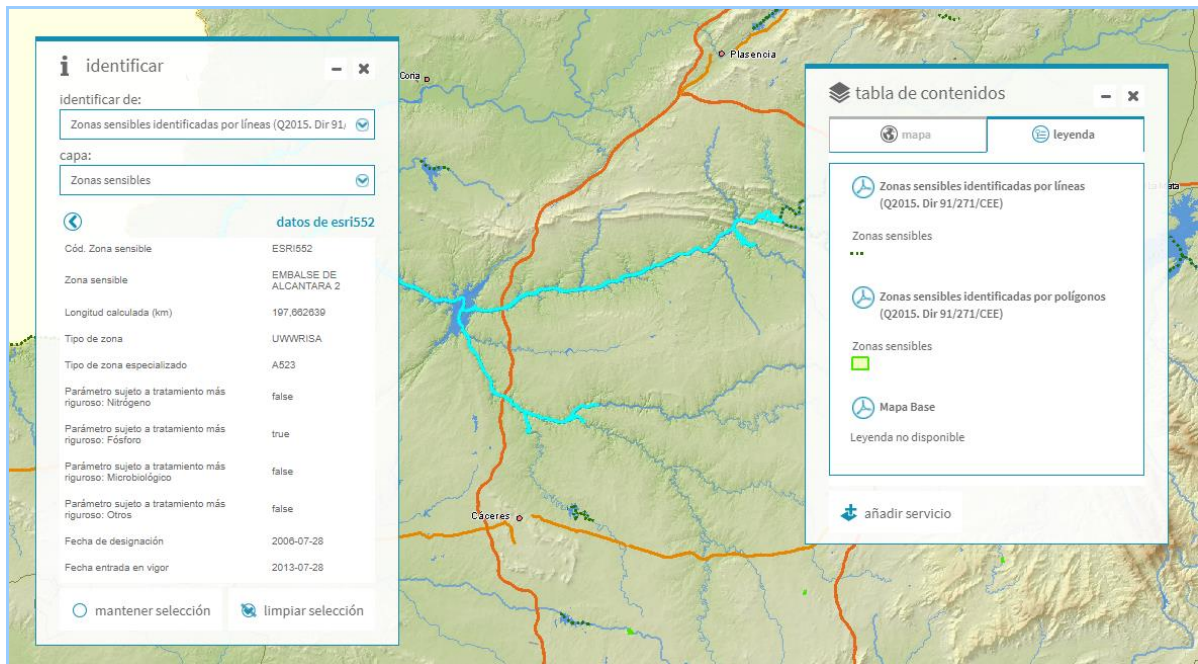 identificar
identificar de:
Zonas sensibles identificadas por líneas (Q2015. Dir 91/
capa:
Zonas sensibles
datos de esri552
Cód. Zona sensible ESRI552
Zona sensible EMBALSE DE
ALCANTARA 2
Longitud calculada (km) 197,662639
Tipo de zona UWWRISA
Tipo de zona especializado A523
Parámetro sujeto a tratamiento más
riguroso: Nitrógeno false
Parámetro sujeto a tratamiento más
riguroso: Fósforo true
Parámetro sujeto a tratamiento más
riguroso: Microbiológico false
Parámetro sujeto a tratamiento más
riguroso: Otros false
Fecha de designación 2006-07-28
Fecha entrada en vigor 2013-07-28
mantener selección limpiar selección
Plasencia
Coria
Cáceres
tabla de contenidos
mapa leyenda
Zonas sensibles identificadas por líneas
(Q2015. Dir 91/271/CEE)
Zonas sensibles
Zonas sensibles identificadas por polígonos
(Q2015. Dir 91/271/CEE)
Zonas sensibles
Mapa Base
Leyenda no disponible
añadir servicio